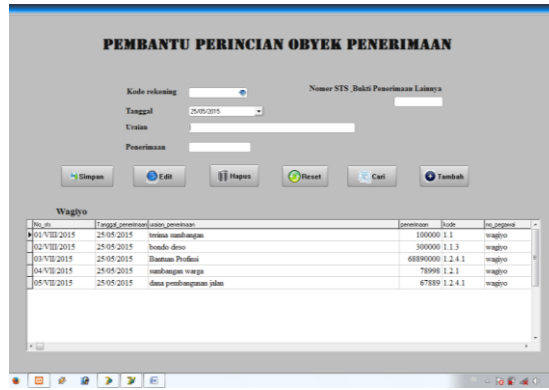 PEMBANTU PERINCIAN OBYEK PENERIMAAN
Kode rekening
Nomer STS ,Bukti Penerimaan Lainnya
Tanggal 25/05/2015
Uraian
Penerimaan
Simpan Edit Hapus Reset Cari Tambah
Wagiyo
No_sts Tanggal_penerimaan uraian_penerimaan penerimaan kode no_pegawai
01/VIII/2015 25/05/2015 terima sumbangan 100000 1.1 wagiyo
02/VIII/2015 25/05/2015 bondo deso 300000 1.1.3 wagiyo
03/VII/2015 25/05/2015 Bantuan Profinsi 68890000 1.2.4.1 wagiyo
04/VII/2015 25/05/2015 sumbangan warga 78998 1.2.1 wagiyo
05/VII/2015 25/05/2015 dana pembangunan jalan 67889 1.2.4.1 wagiyo